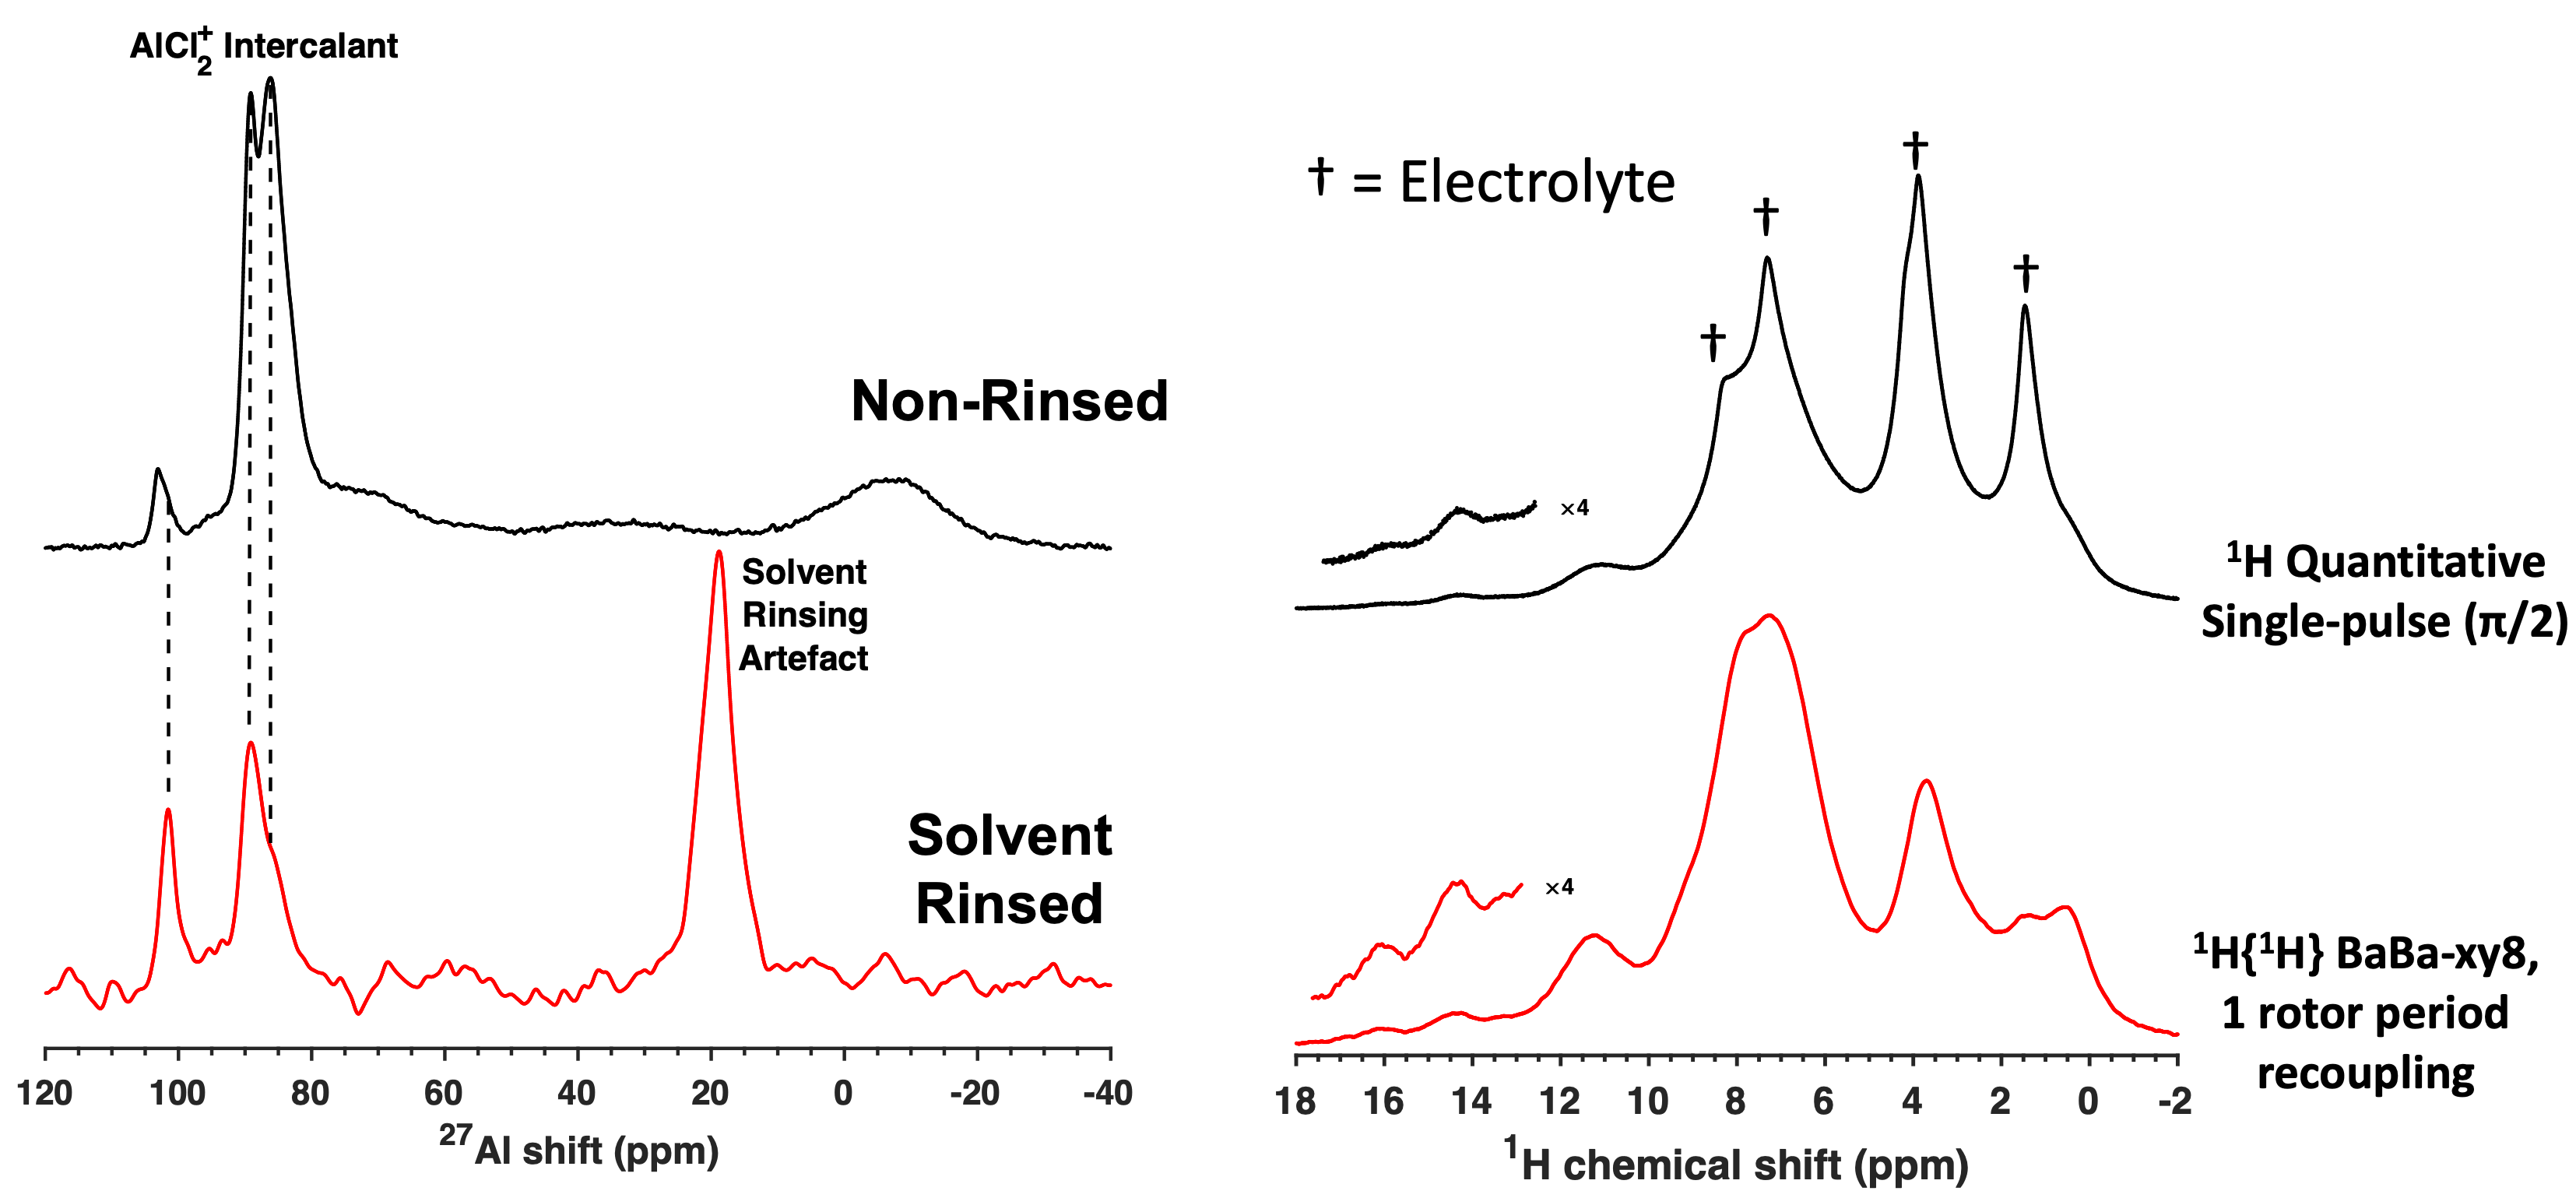 AlCl₂⁺ Intercalant
Non-Rinsed
Solvent
Rinsing
Artefact
Solvent
Rinsed
120 100 80 60 40 20 0 -20 -40
²⁷Al shift (ppm)
† = Electrolyte
†
†
†
†
×4
¹H Quantitative
Single-pulse (π/2)
×4
¹H{¹H} BaBa-xy8,
1 rotor period
recoupling
18 16 14 12 10 8 6 4 2 0 -2
¹H chemical shift (ppm)